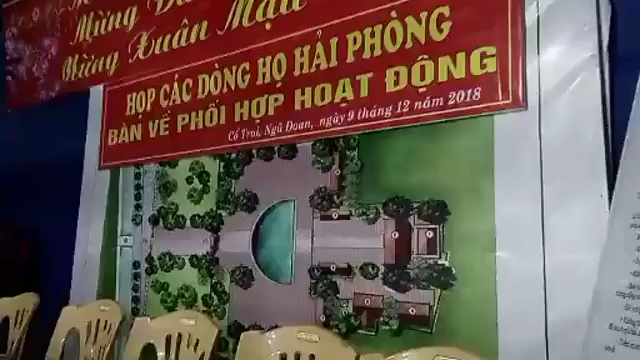 Mừng
Mừng Xuân Mậu
HỌP CÁC DÒNG HỌ HẢI PHÒNG
BÀN VỀ PHỐI HỢP HOẠT ĐỘNG
Cổ Trai, Ngũ Đoan, ngày 9 tháng 12 năm 2018